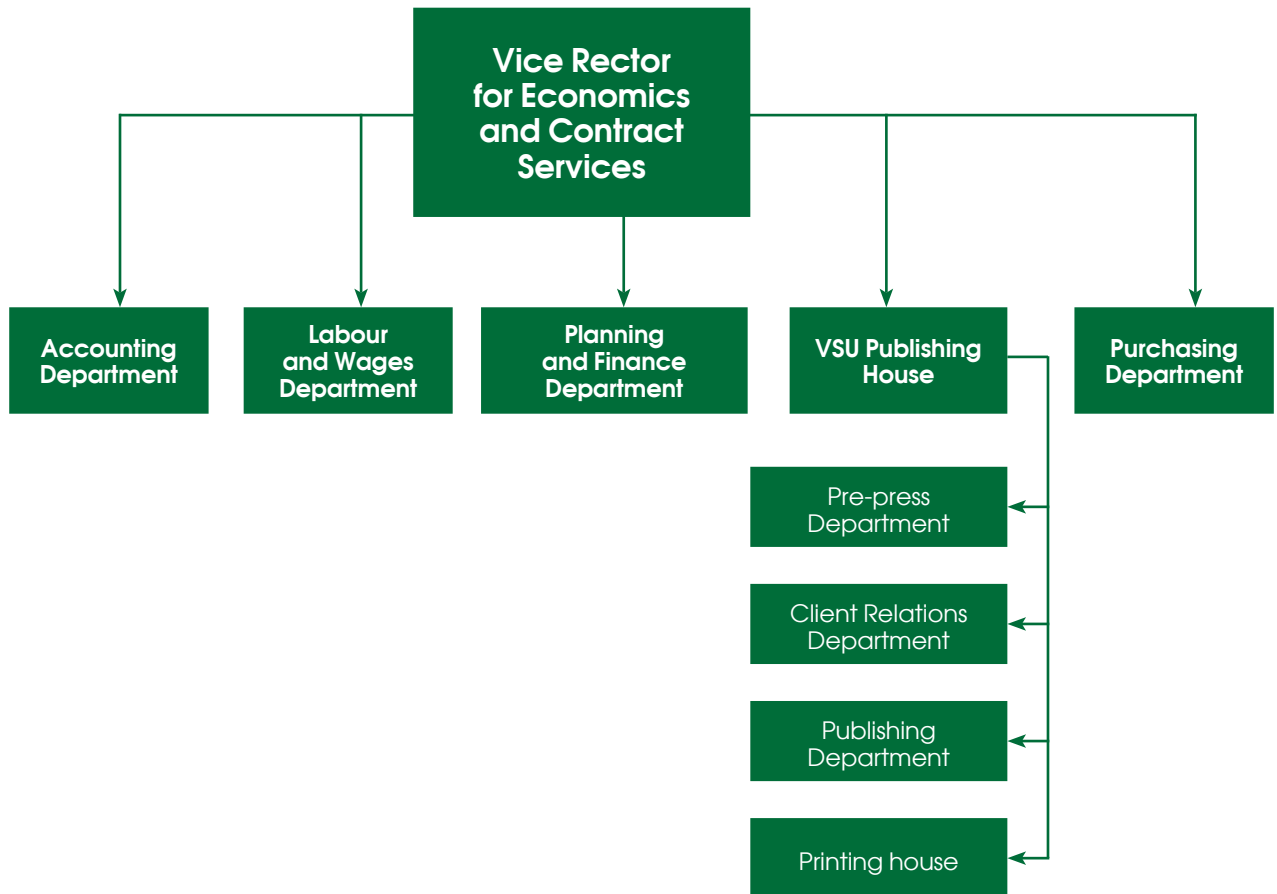 Vice Rector
for Economics
and Contract
Services
Accounting
Department
Labour
and Wages
Department
Planning
and Finance
Department
VSU Publishing
House
Purchasing
Department
Pre-press
Department
Client Relations
Department
Publishing
Department
Printing house